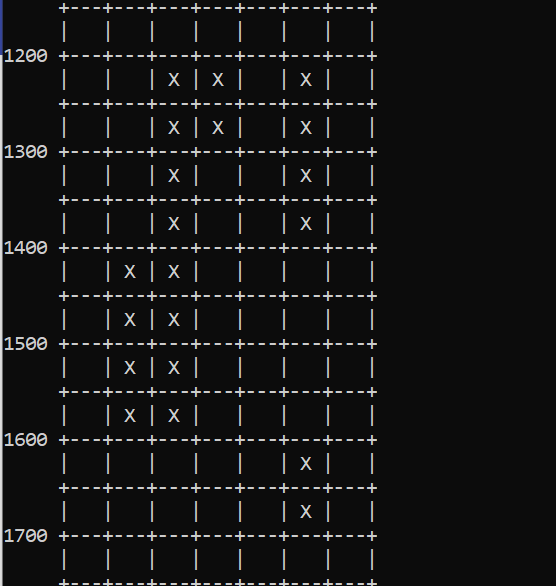 +---+---+---+---+---+---+---+
     |   |   |   |   |   |   |   |
1200 +---+---+---+---+---+---+---+
     |   |   | X | X |   | X |   |
     +---+---+---+---+---+---+---+
     |   |   | X | X |   | X |   |
1300 +---+---+---+---+---+---+---+
     |   |   | X |   |   | X |   |
     +---+---+---+---+---+---+---+
     |   |   | X |   |   | X |   |
1400 +---+---+---+---+---+---+---+
     |   | X | X |   |   |   |   |
     +---+---+---+---+---+---+---+
     |   | X | X |   |   |   |   |
1500 +---+---+---+---+---+---+---+
     |   | X | X |   |   |   |   |
     +---+---+---+---+---+---+---+
     |   | X | X |   |   |   |   |
1600 +---+---+---+---+---+---+---+
     |   |   |   |   |   | X |   |
     +---+---+---+---+---+---+---+
     |   |   |   |   |   | X |   |
1700 +---+---+---+---+---+---+---+
     |   |   |   |   |   |   |   |
     +---+---+---+---+---+---+---+